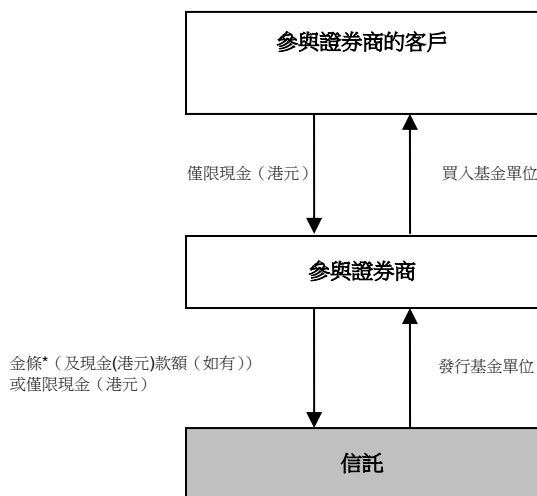 參與證券商的客戶
僅限現金（港元）
買入基金單位
參與證券商
金條*（及現金(港元)款額（如有））
或僅限現金（港元）
發行基金單位
信託